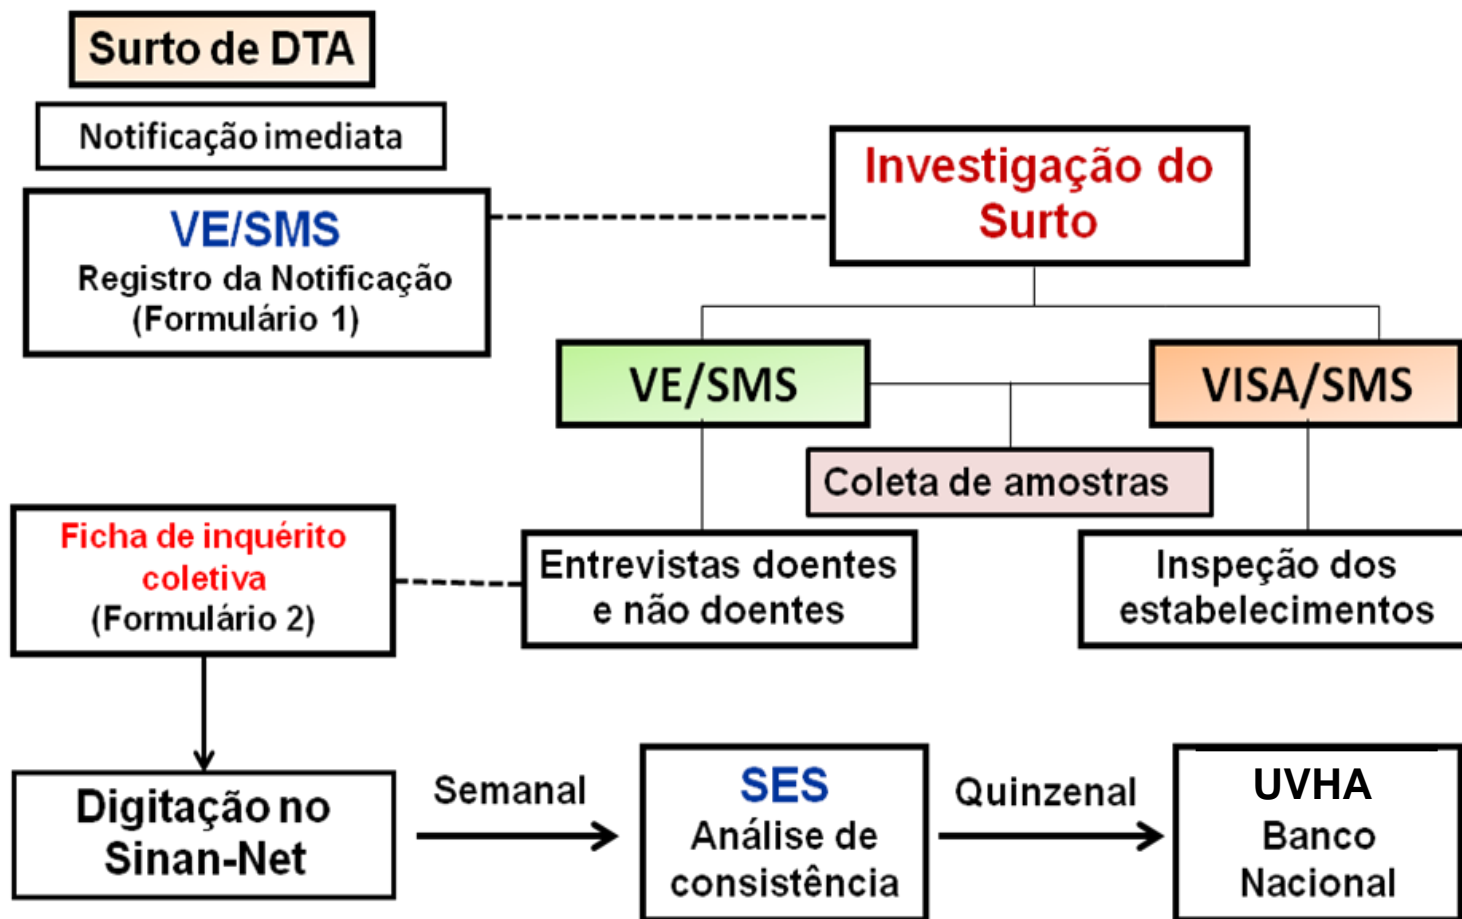 Surto de DTA
Notificação imediata
VE/SMS
Registro da Notificação
(Formulário 1)
Investigação do
Surto
VE/SMS
VISA/SMS
Coleta de amostras
Ficha de inquérito
coletiva
(Formulário 2)
Entrevistas doentes
e não doentes
Inspeção dos
estabelecimentos
Digitação no
Sinan-Net
Semanal
SES
Análise de
consistência
Quinzenal
UVHA
Banco
Nacional